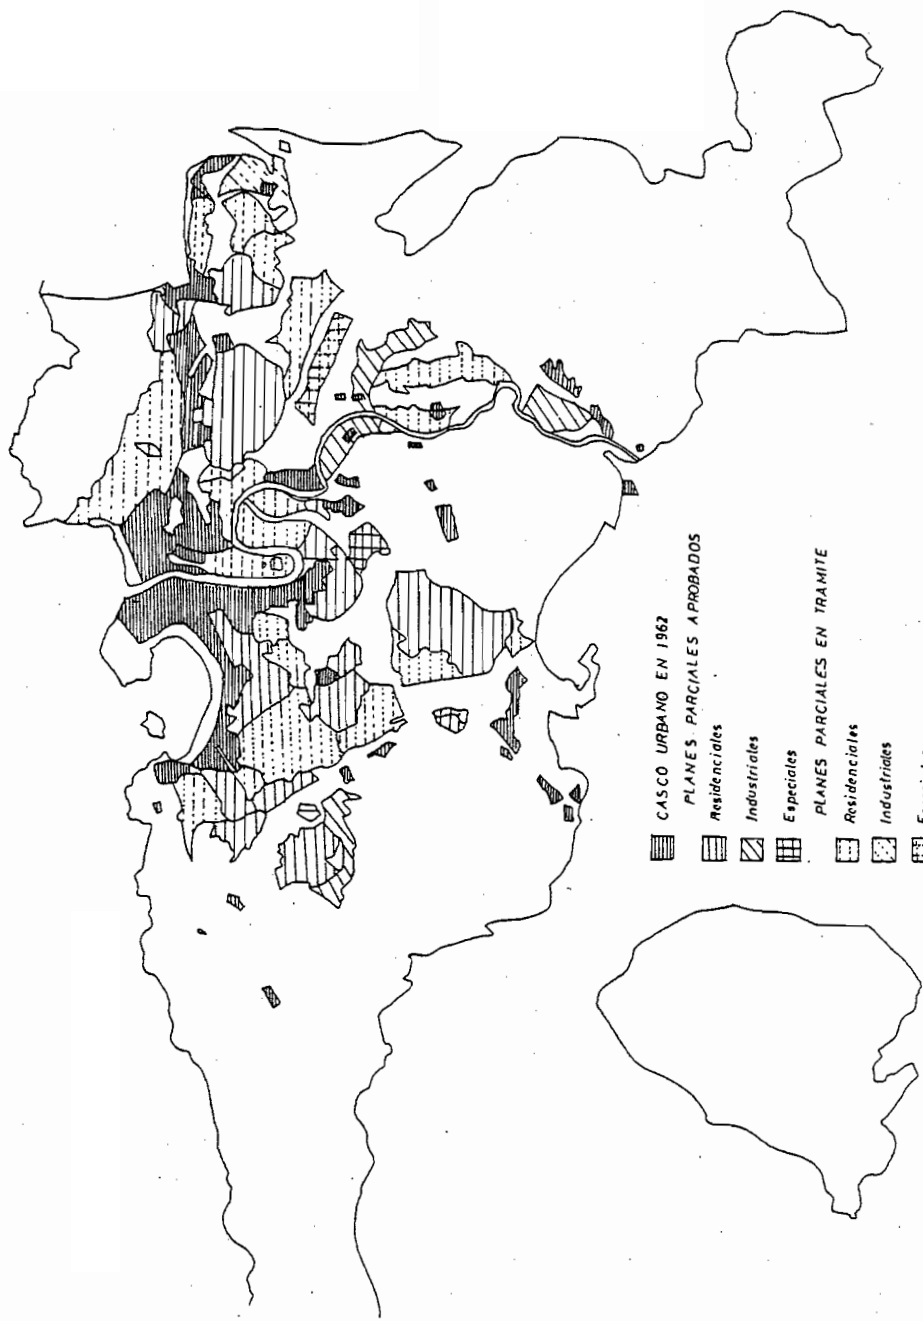 CASCO URBANO EN 1962
PLANES PARCIALES APROBADOS
Residenciales
Industriales
Especiales
PLANES PARCIALES EN TRAMITE
Residenciales
Industriales